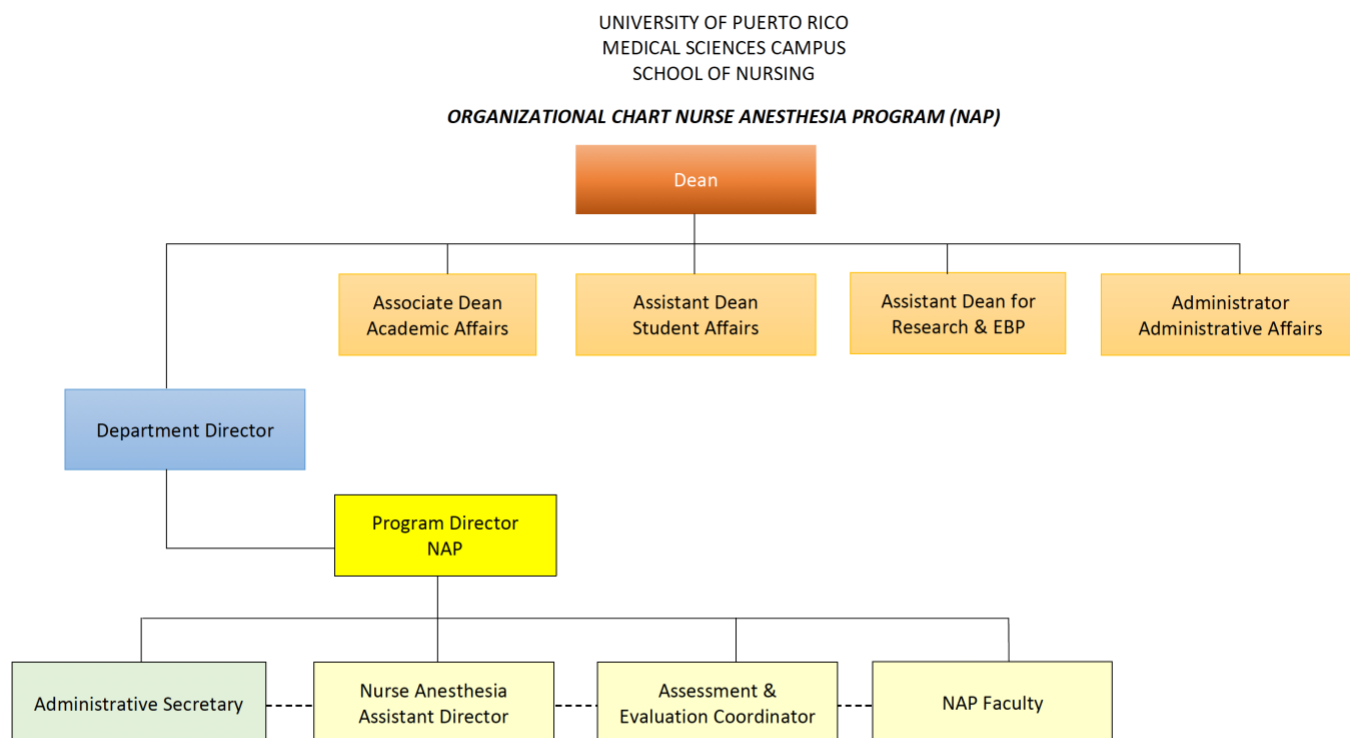 UNIVERSITY OF PUERTO RICO
MEDICAL SCIENCES CAMPUS
SCHOOL OF NURSING
ORGANIZATIONAL CHART NURSE ANESTHESIA PROGRAM (NAP)
Dean
Associate Dean
Academic Affairs
Assistant Dean
Student Affairs
Assistant Dean for
Research & EBP
Administrator
Administrative Affairs
Department Director
Program Director
NAP
Administrative Secretary
Nurse Anesthesia
Assistant Director
Assessment &
Evaluation Coordinator
NAP Faculty